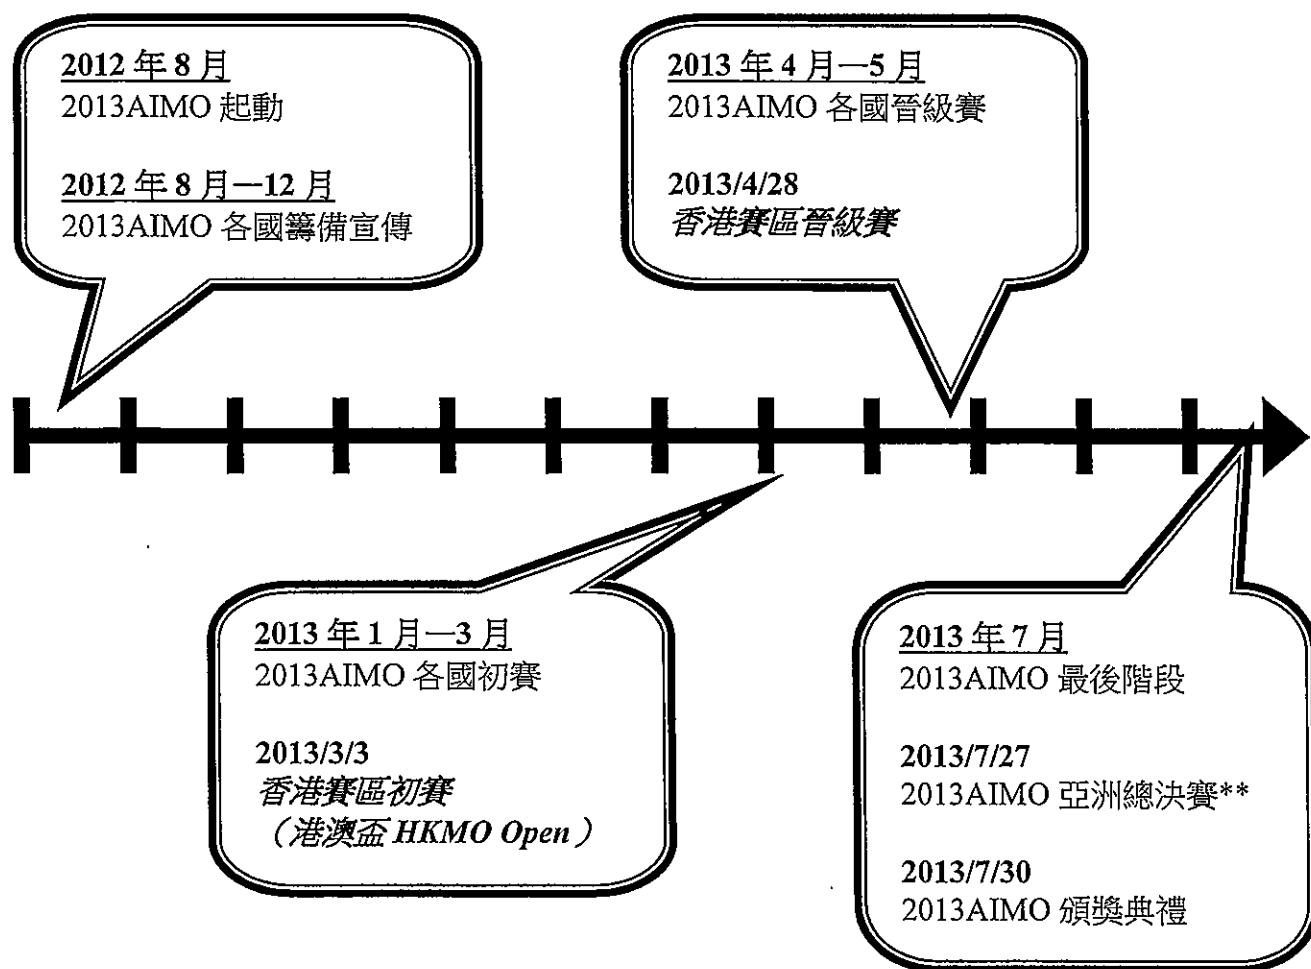 2012 年 8 月
2013AIMO 起動
2012 年 8 月—12 月
2013AIMO 各國籌備宣傳
2013 年 4 月—5 月
2013AIMO 各國晉級賽
2013/4/28
香港賽區晉級賽
2013 年 1 月—3 月
2013AIMO 各國初賽
2013/3/3
香港賽區初賽
（港澳盃 HKMO Open）
2013 年 7 月
2013AIMO 最後階段
2013/7/27
2013AIMO 亞洲總決賽**
2013/7/30
2013AIMO 頒獎典禮